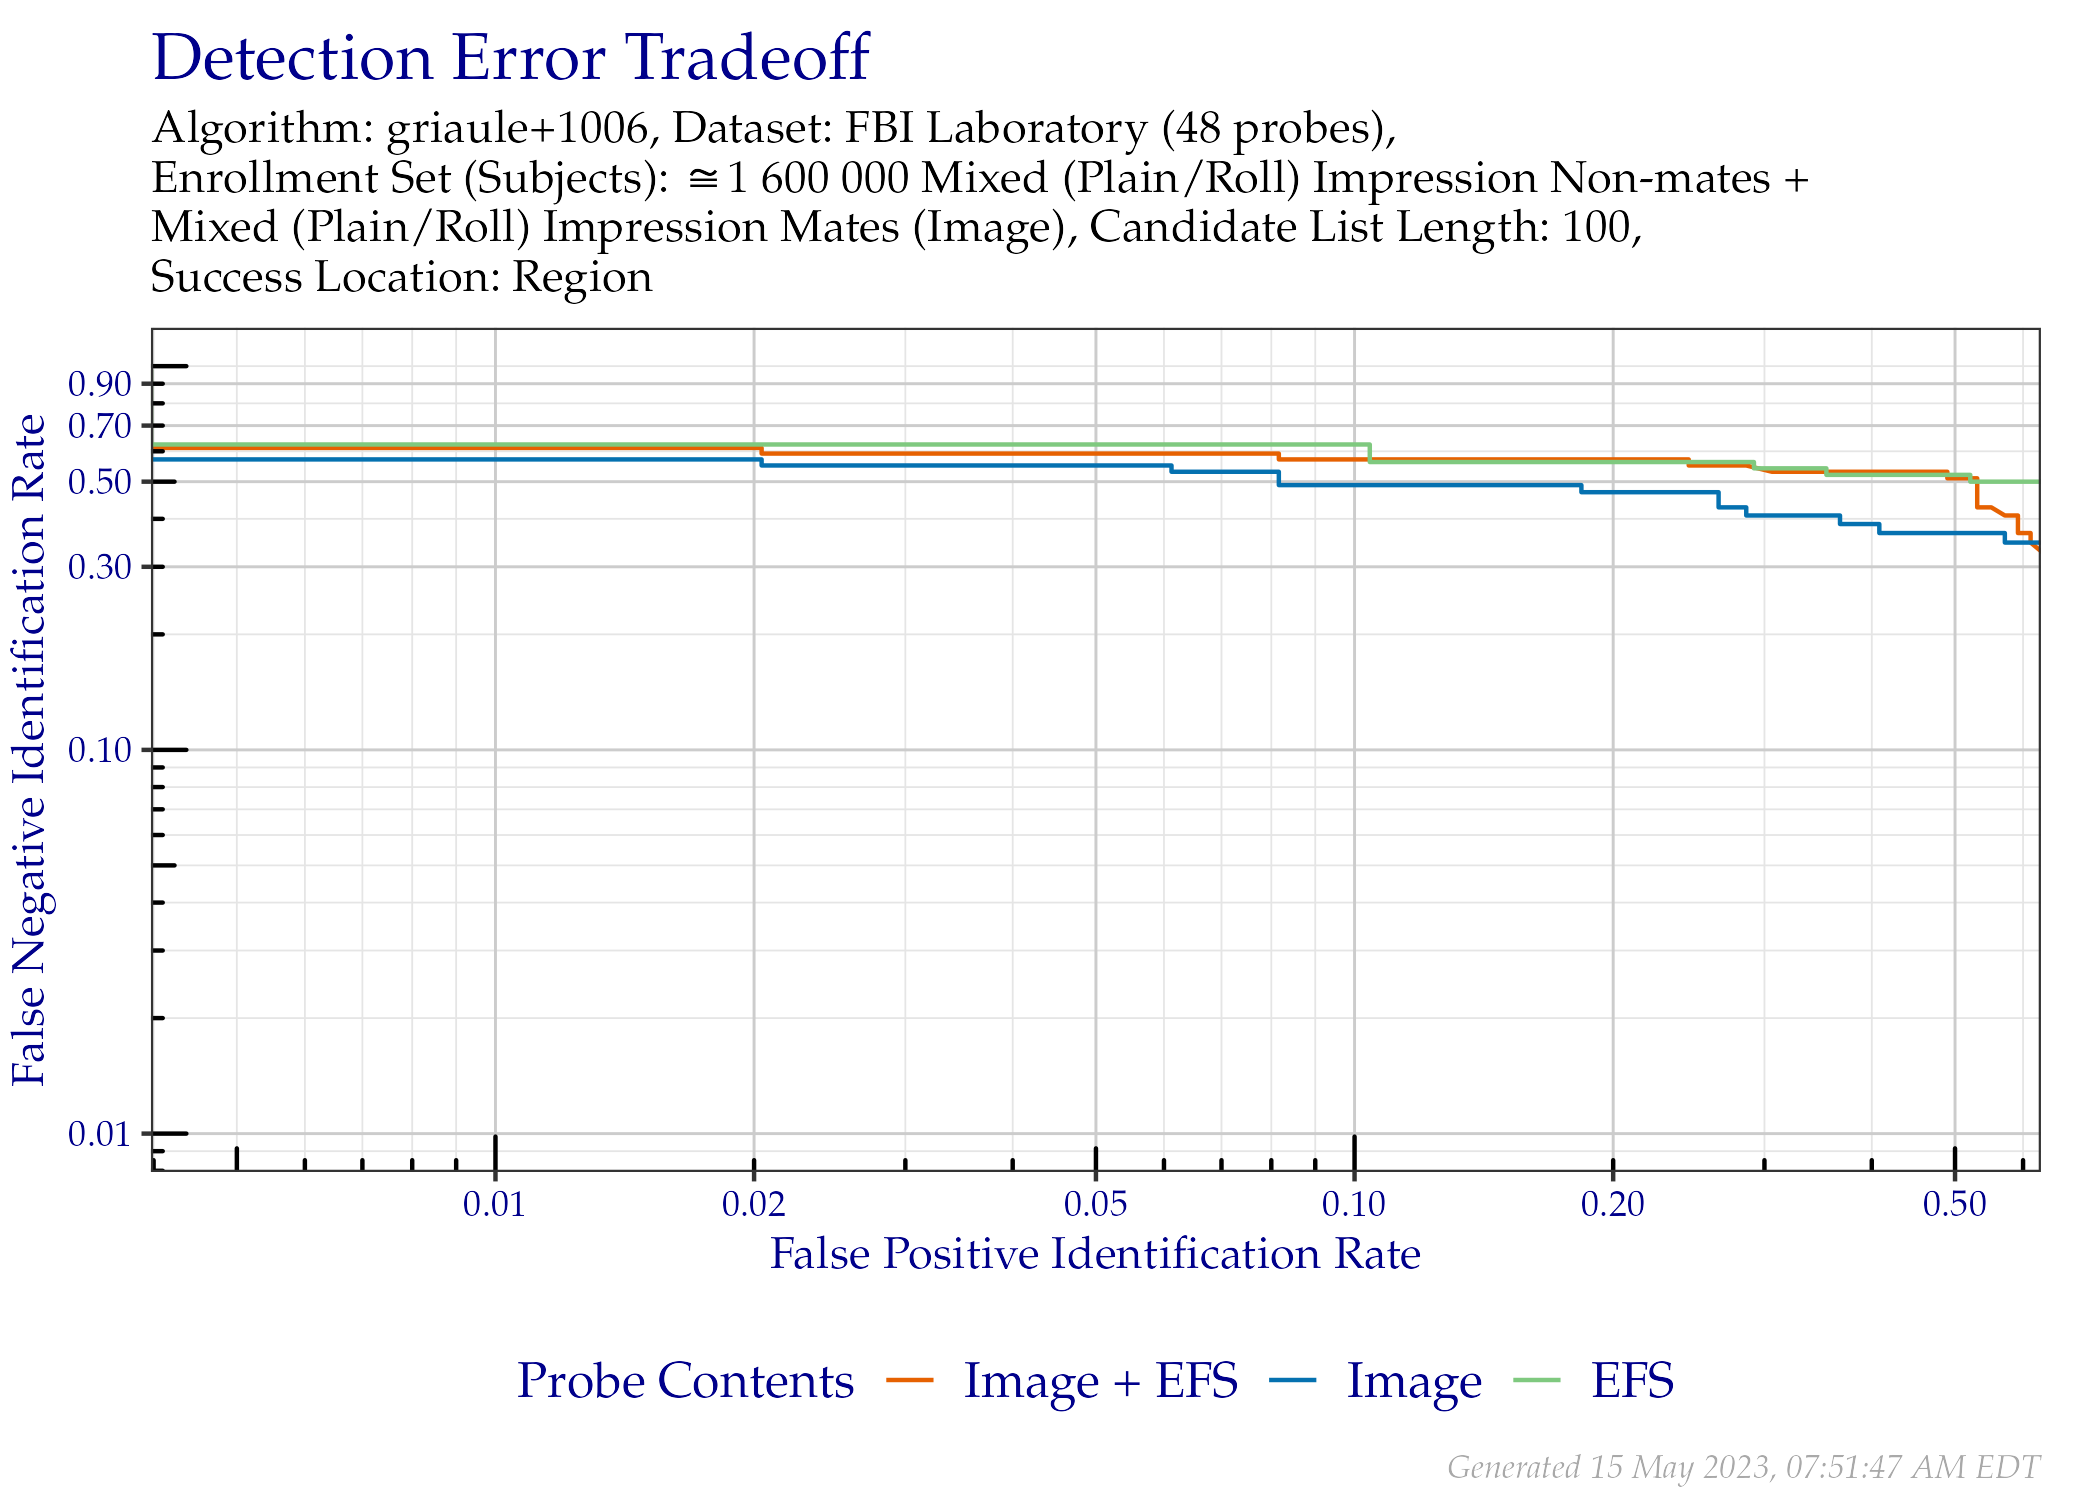 Detection Error Tradeoff
Algorithm: griaule+1006, Dataset: FBI Laboratory (48 probes),
Enrollment Set (Subjects): ≅1 600 000 Mixed (Plain/Roll) Impression Non-mates +
Mixed (Plain/Roll) Impression Mates (Image), Candidate List Length: 100,
Success Location: Region
False Negative Identification Rate
0.90
0.70
0.50
0.30
0.10
0.01
0.01 0.02 0.05 0.10 0.20 0.50
False Positive Identification Rate
Probe Contents Image + EFS Image EFS
Generated 15 May 2023, 07:51:47 AM EDT